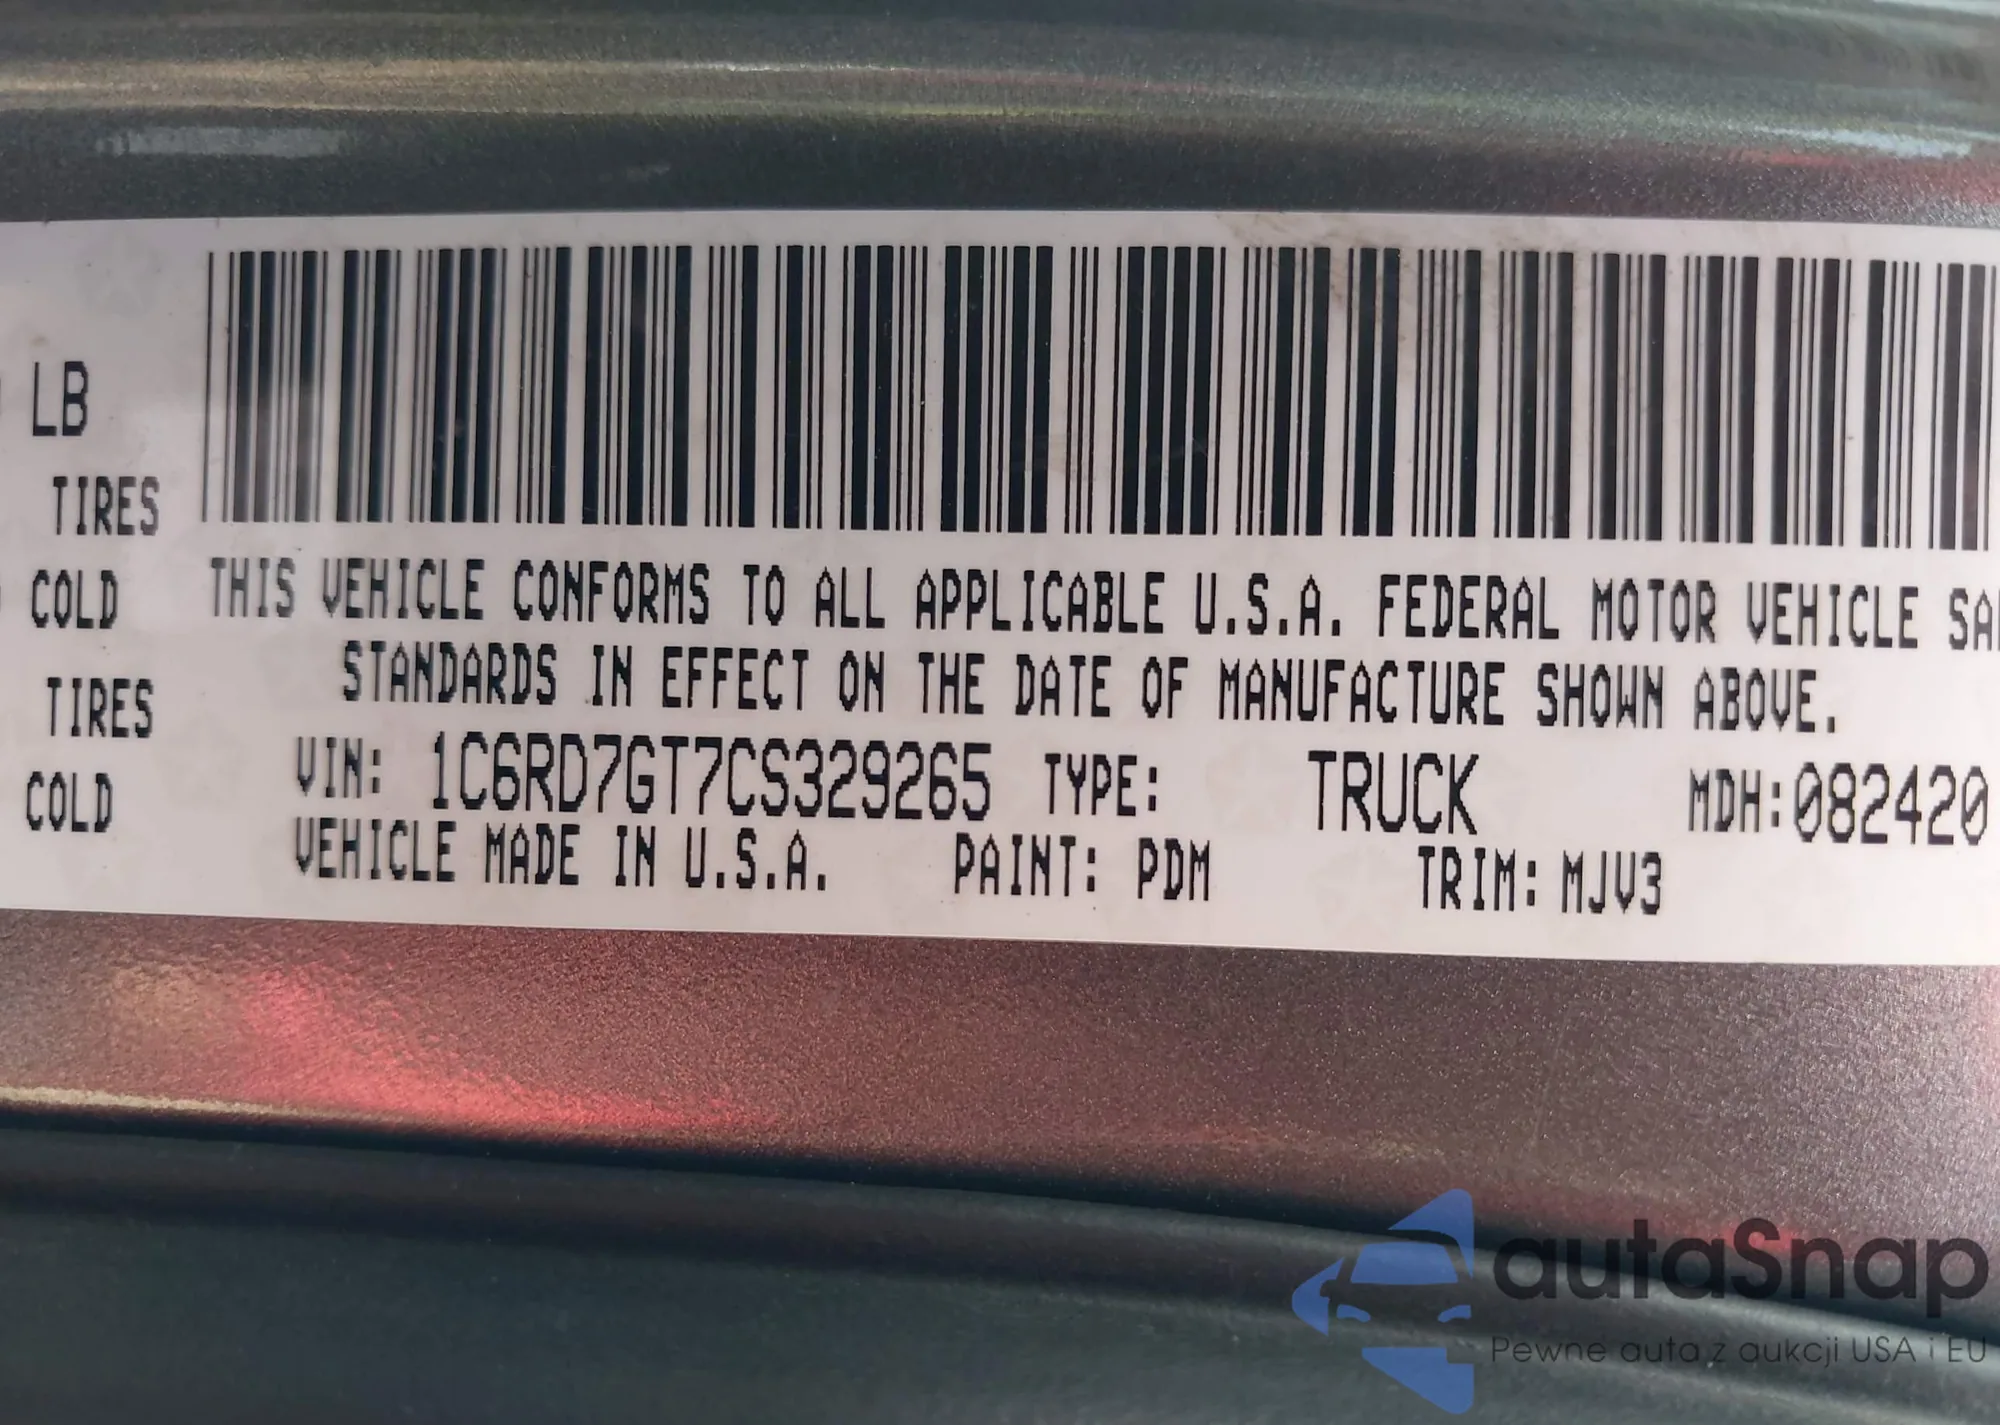 LB
TIRES
COLD
TIRES
COLD
THIS VEHICLE CONFORMS TO ALL APPLICABLE U.S.A. FEDERAL MOTOR VEHICLE SA
STANDARDS IN EFFECT ON THE DATE OF MANUFACTURE SHOWN ABOVE.
VIN: 1C6RD7GT7CS329265 TYPE: TRUCK MDH:082420
VEHICLE MADE IN U.S.A. PAINT: PDM TRIM: MJV3
autaSnap
Pewne auta z aukcji USA i EU